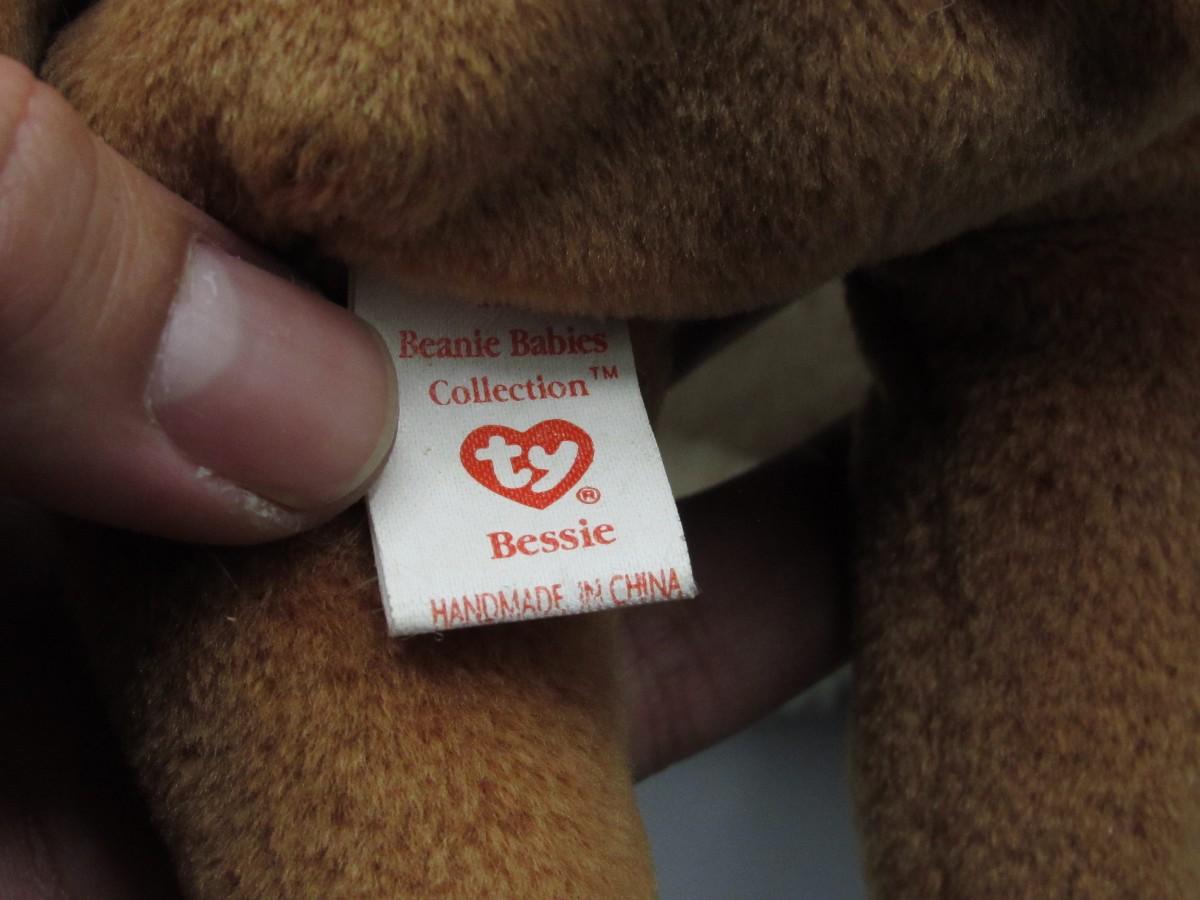 Beanie Babies
Collection™
ty®
Bessie
HANDMADE IN CHINA